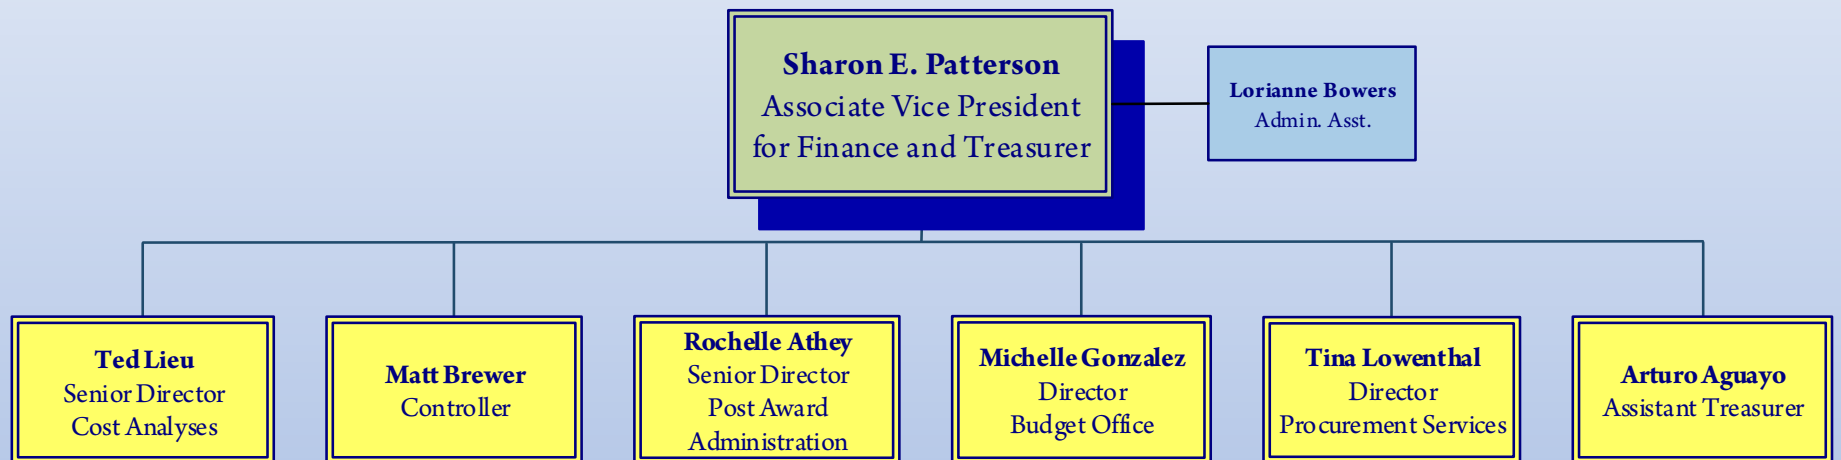 Sharon E. Patterson
Associate Vice President
for Finance and Treasurer
Lorianne Bowers
Admin. Asst.
Ted Lieu
Senior Director
Cost Analyses
Matt Brewer
Controller
Rochelle Athey
Senior Director
Post Award
Administration
Michelle Gonzalez
Director
Budget Office
Tina Lowenthal
Director
Procurement Services
Arturo Aguayo
Assistant Treasurer